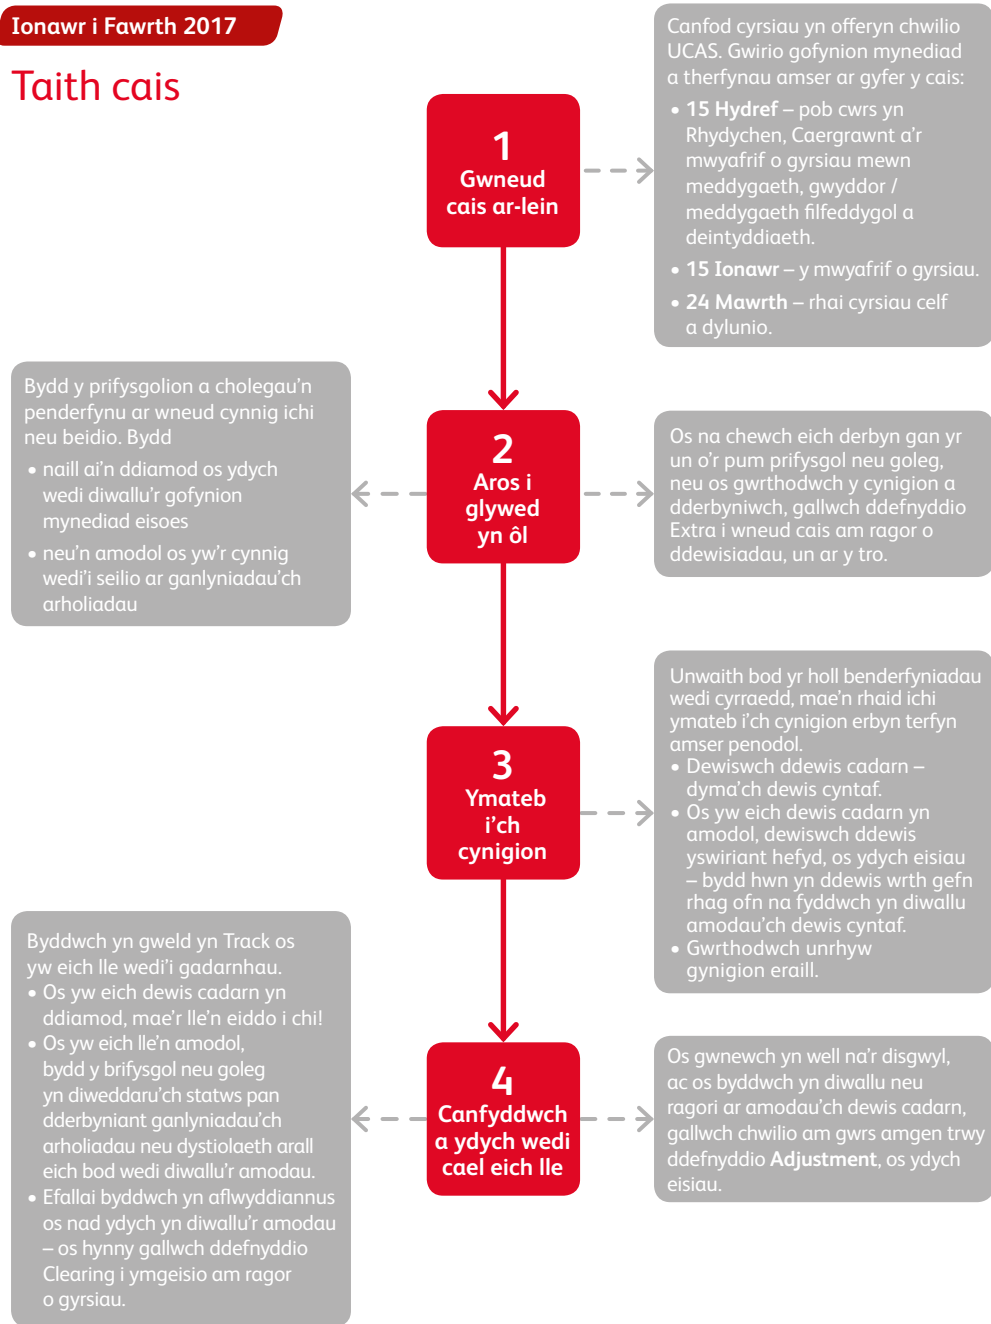 Ionawr i Fawrth 2017
Taith cais
1
Gwneud
cais ar-lein
Canfod cyrsiau yn offeryn chwilio
UCAS. Gwirio gofynion mynediad
a therfynau amser ar gyfer y cais:
• 15 Hydref – pob cwrs yn
Rhydychen, Caergrawnt a'r
mwyafrif o gyrsiau mewn
meddygaeth, gwyddor /
meddygaeth filfeddygol a
deintyddiaeth.
• 15 Ionawr – y mwyafrif o gyrsiau.
• 24 Mawrth – rhai cyrsiau celf
a dylunio.
Bydd y prifysgolion a cholegau'n
penderfynu ar wneud cynnig ichi
neu beidio. Bydd
• naill ai'n ddiamod os ydych
wedi diwallu'r gofynion
mynediad eisoes
• neu'n amodol os yw'r cynnig
wedi'i seilio ar ganlyniadau'ch
arholiadau
2
Aros i
glywed
yn ôl
Os na chewch eich derbyn gan yr
un o'r pum prifysgol neu goleg,
neu os gwrthodwch y cynigion a
dderbyniwch, gallwch ddefnyddio
Extra i wneud cais am ragor o
ddewisiadau, un ar y tro.
3
Ymateb
i'ch
cynigion
Unwaith bod yr holl benderfyniadau
wedi cyrraedd, mae'n rhaid ichi
ymateb i'ch cynigion erbyn terfyn
amser penodol.
• Dewiswch ddewis cadarn –
dyma'ch dewis cyntaf.
• Os yw eich dewis cadarn yn
amodol, dewiswch ddewis
yswiriant hefyd, os ydych eisiau
– bydd hwn yn ddewis wrth gefn
rhag ofn na fyddwch yn diwallu
amodau'ch dewis cyntaf.
• Gwrthodwch unrhyw
gynigion eraill.
Byddwch yn gweld yn Track os
yw eich lle wedi'i gadarnhau.
• Os yw eich dewis cadarn yn
ddiamod, mae'r lle'n eiddo i chi!
• Os yw eich lle'n amodol,
bydd y brifysgol neu goleg
yn diweddaru'ch statws pan
dderbyniant ganlyniadau'ch
arholiadau neu dystiolaeth arall
eich bod wedi diwallu'r amodau.
• Efallai byddwch yn aflwyddiannus
os nad ydych yn diwallu'r amodau
– os hynny gallwch ddefnyddio
Clearing i ymgeisio am ragor
o gyrsiau.
4
Canfyddwch
a ydych wedi
cael eich lle
Os gwnewch yn well na'r disgwyl,
ac os byddwch yn diwallu neu
ragori ar amodau'ch dewis cadarn,
gallwch chwilio am gwrs amgen trwy
ddefnyddio Adjustment, os ydych
eisiau.